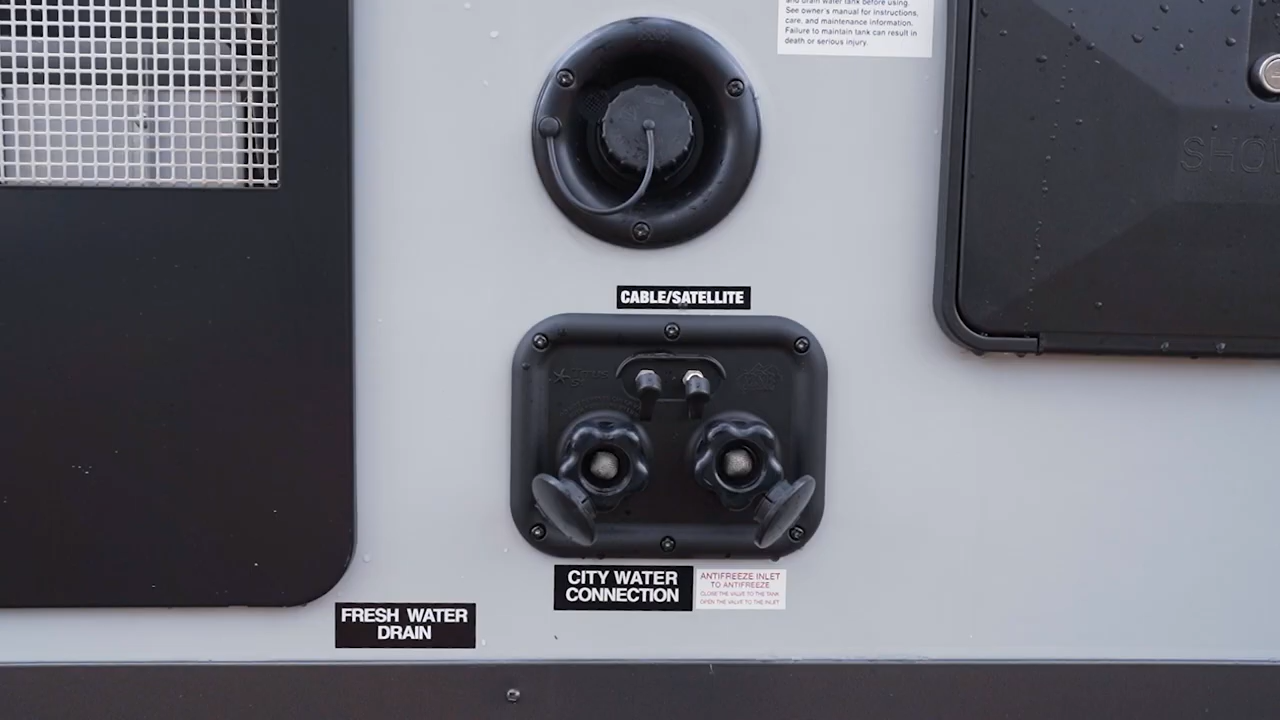 and drain water tank before using.
See owner's manual for instructions,
care, and maintenance information.
Failure to maintain tank can result in
death or serious injury.
SHO
CABLE/SATELLITE
CITY WATER
CONNECTION
ANTIFREEZE INLET
TO ANTIFREEZE
CLOSE THE VALVE TO THE TANK
OPEN THE VALVE TO THE INLET
FRESH WATER
DRAIN